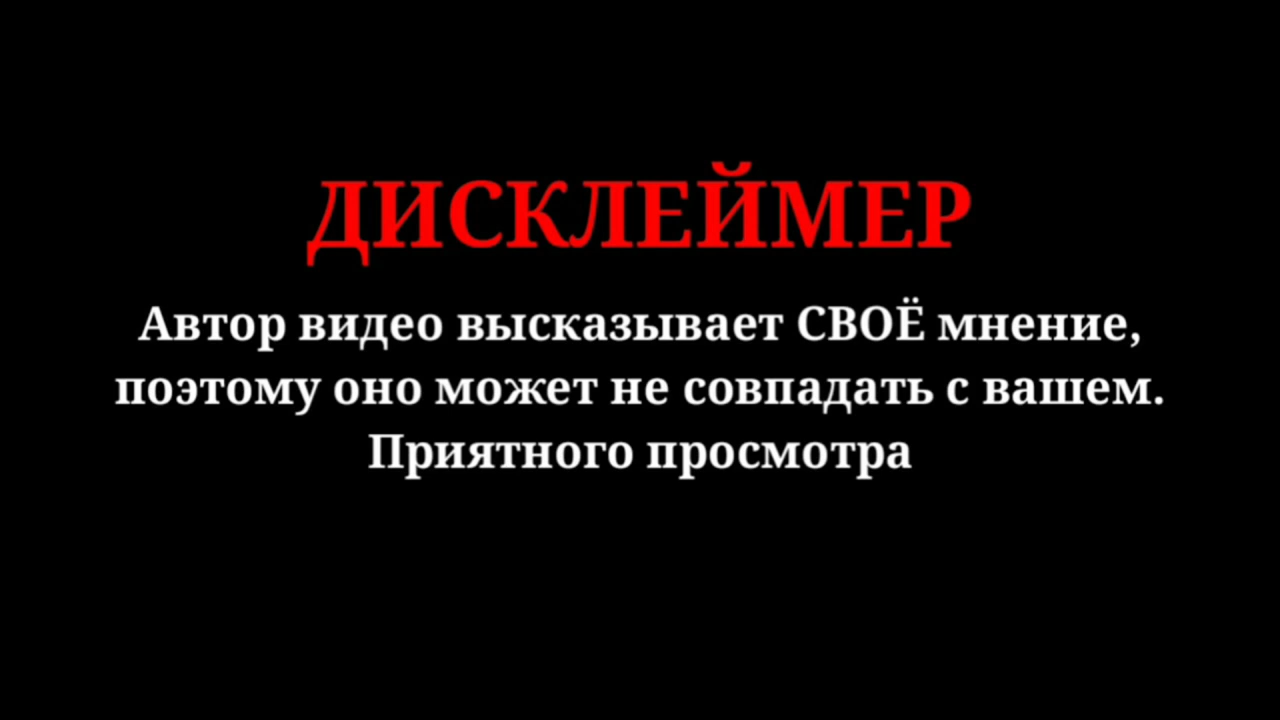 ДИСКЛЕЙМЕР
Автор видео высказывает СВОЁ мнение,
поэтому оно может не совпадать с вашем.
Приятного просмотра